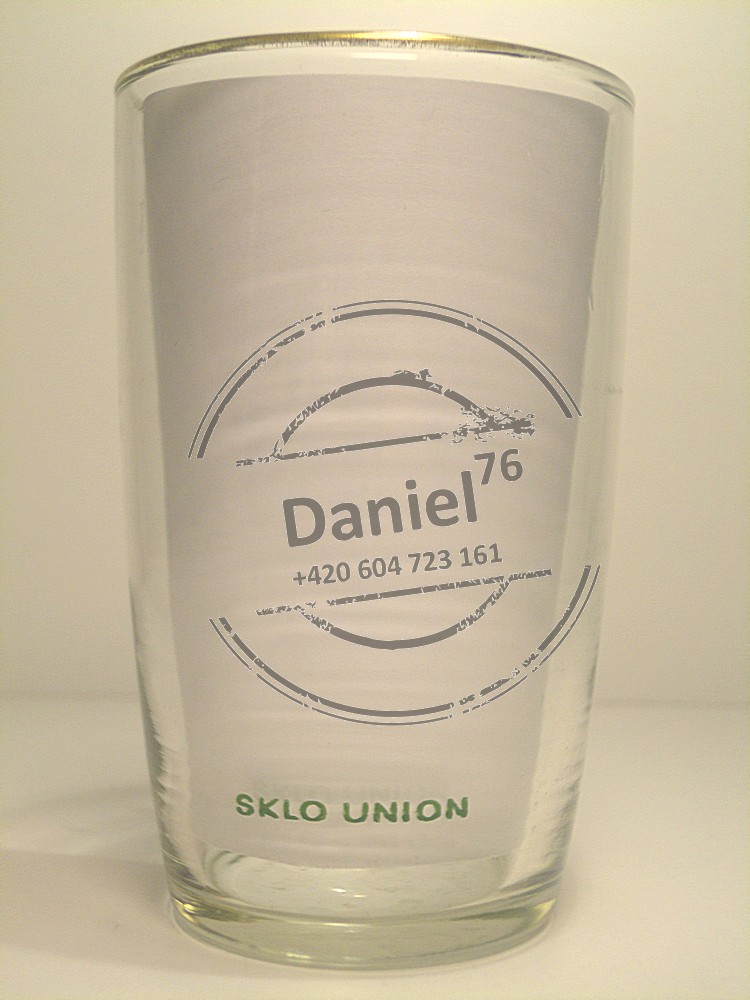 Daniel⁷⁶
+420 604 723 161
SKLO UNION